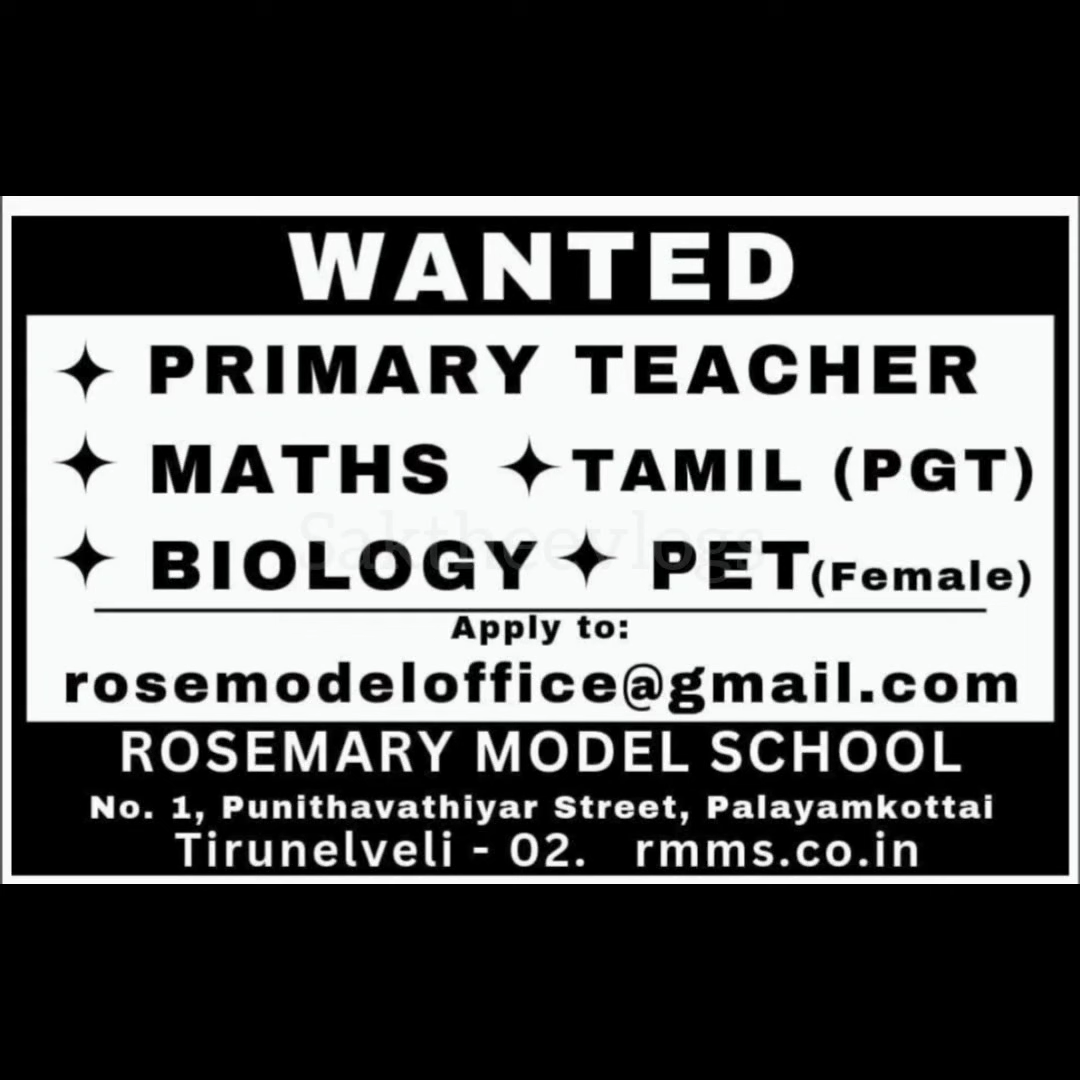 WANTED
PRIMARY TEACHER
MATHS TAMIL (PGT)
BIOLOGY PET(Female)
Saktheevlogs
Apply to:
rosemodeloffice@gmail.com
ROSEMARY MODEL SCHOOL
No. 1, Punithavathiyar Street, Palayamkottai
Tirunelveli - 02. rmms.co.in